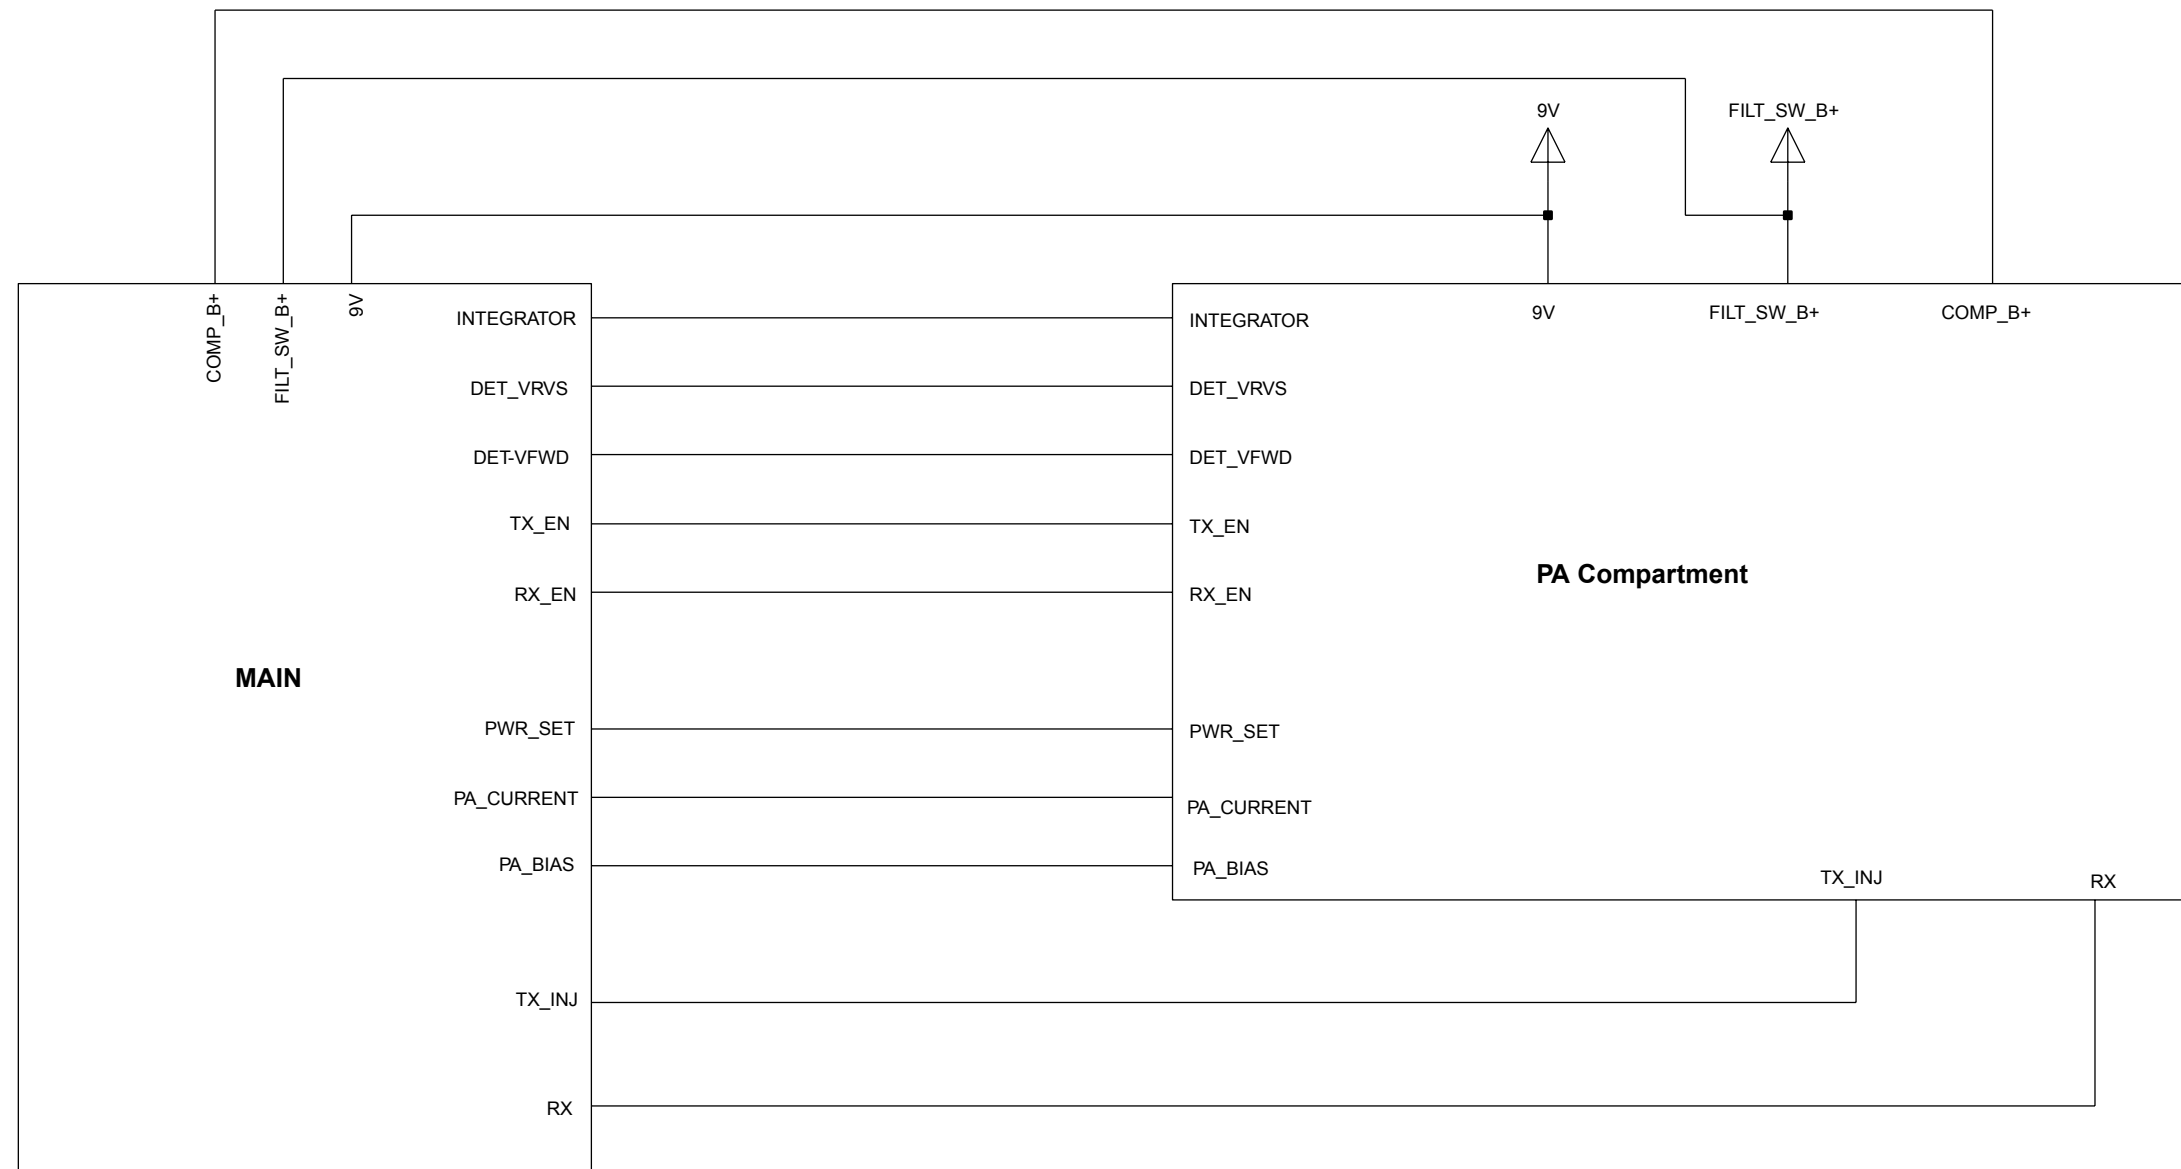 9V
FILT_SW_B+
COMP_B+
FILT_SW_B+
9V
INTEGRATOR
DET_VRVS
DET-VFWD
TX_EN
RX_EN
MAIN
PWR_SET
PA_CURRENT
PA_BIAS
TX_INJ
RX
INTEGRATOR
9V
FILT_SW_B+
COMP_B+
DET_VRVS
DET_VFWD
TX_EN
PA Compartment
RX_EN
PWR_SET
PA_CURRENT
PA_BIAS
TX_INJ
RX